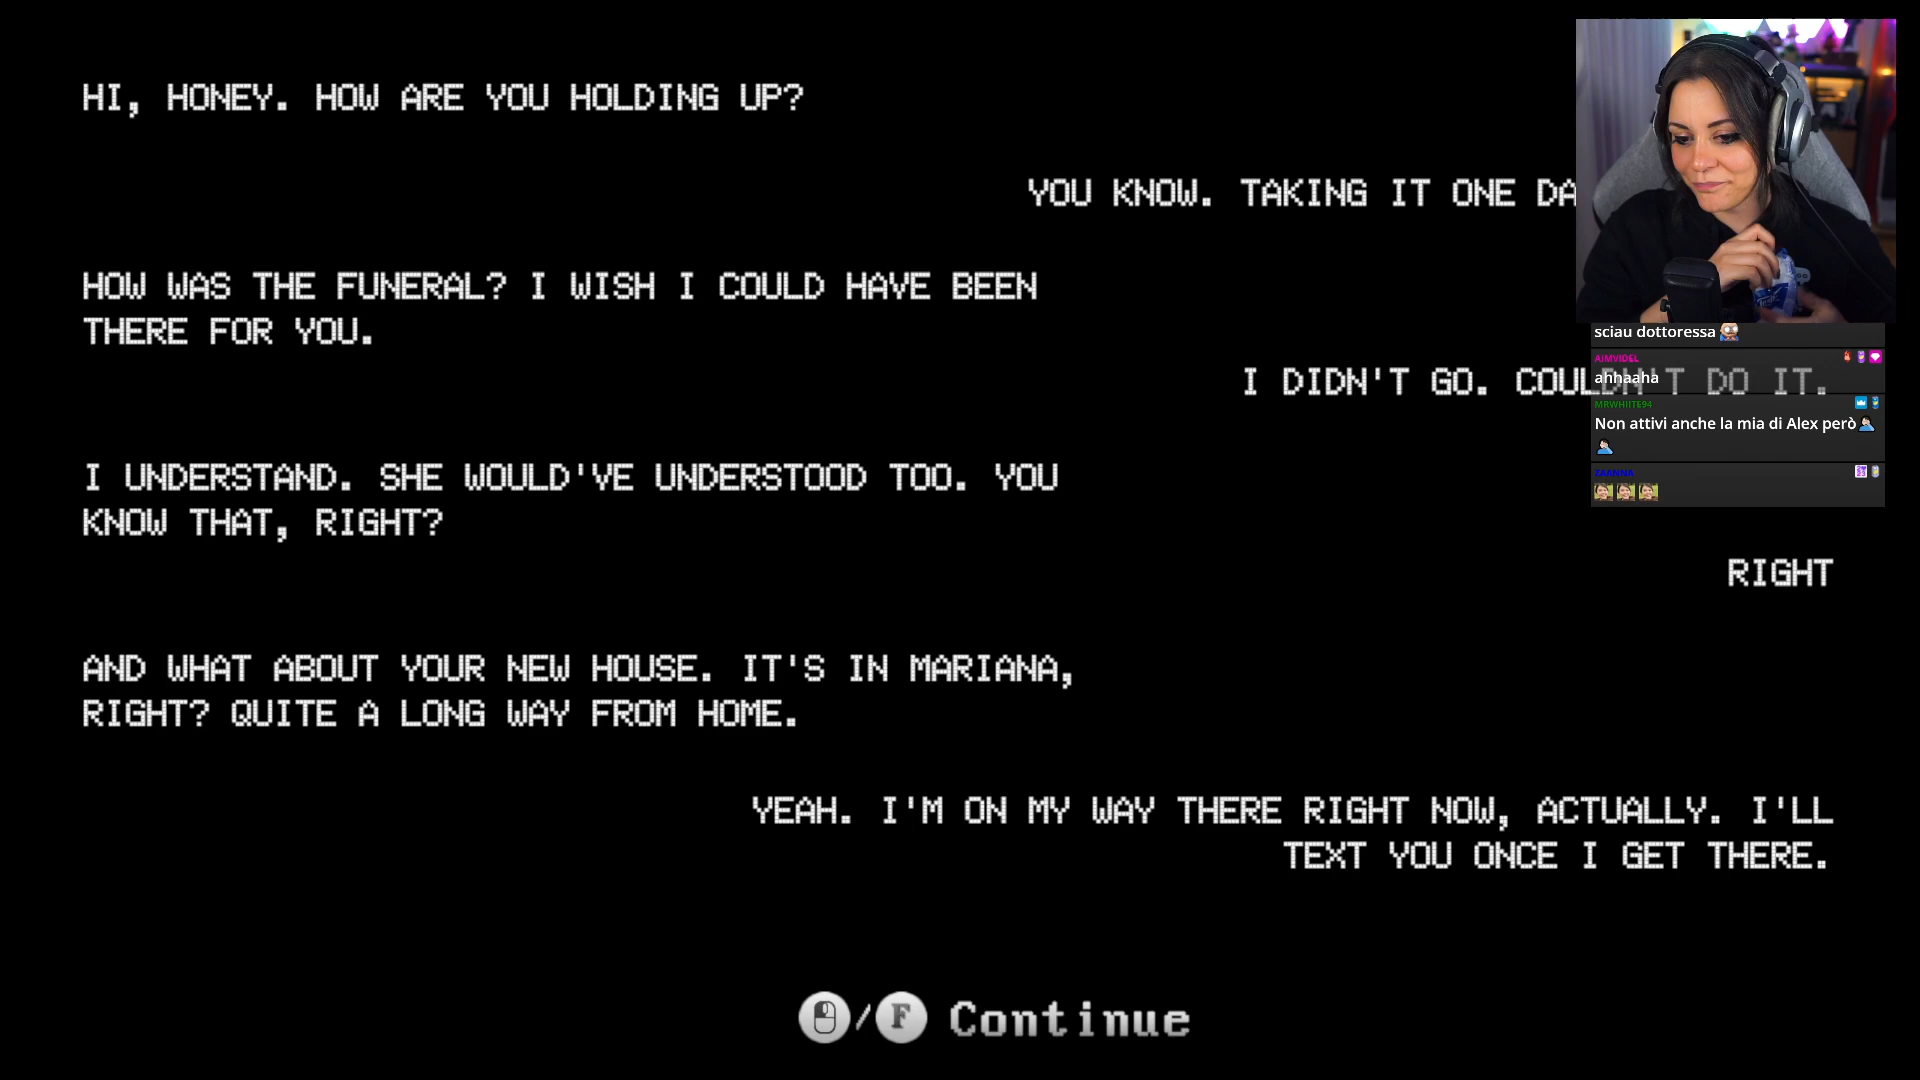 HI, HONEY. HOW ARE YOU HOLDING UP?
YOU KNOW. TAKING IT ONE
HOW WAS THE FUNERAL? I WISH I COULD HAVE BEEN
THERE FOR YOU.
I DIDN'T GO. COULDN'T DO IT.
I UNDERSTAND. SHE WOULD'VE UNDERSTOOD TOO. YOU
KNOW THAT, RIGHT?
RIGHT
AND WHAT ABOUT YOUR NEW HOUSE. IT'S IN MARIANA,
RIGHT? QUITE A LONG WAY FROM HOME.
YEAH. I'M ON MY WAY THERE RIGHT NOW, ACTUALLY. I'LL
TEXT YOU ONCE I GET THERE.
/ F Continue
sciau dottoressa
AIMVIDEL
ahhaaha
MRWHIITE94
Non attivi anche la mia di Alex però
ZAANNA